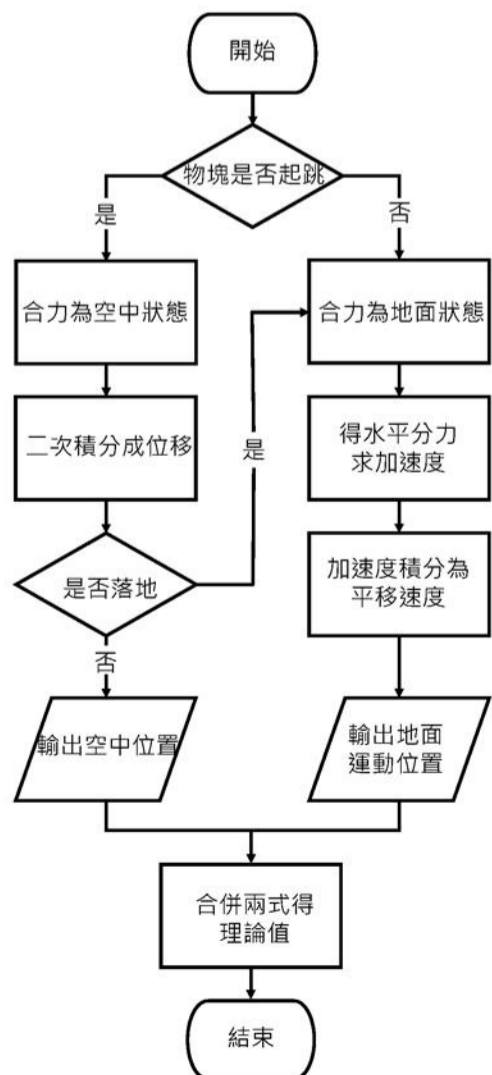 開始
物塊是否起跳
是
否
合力為空中狀態
合力為地面狀態
二次積分成位移
是
得水平分力
求加速度
是否落地
加速度積分為
平移速度
否
輸出空中位置
輸出地面
運動位置
合併兩式得
理論值
結束